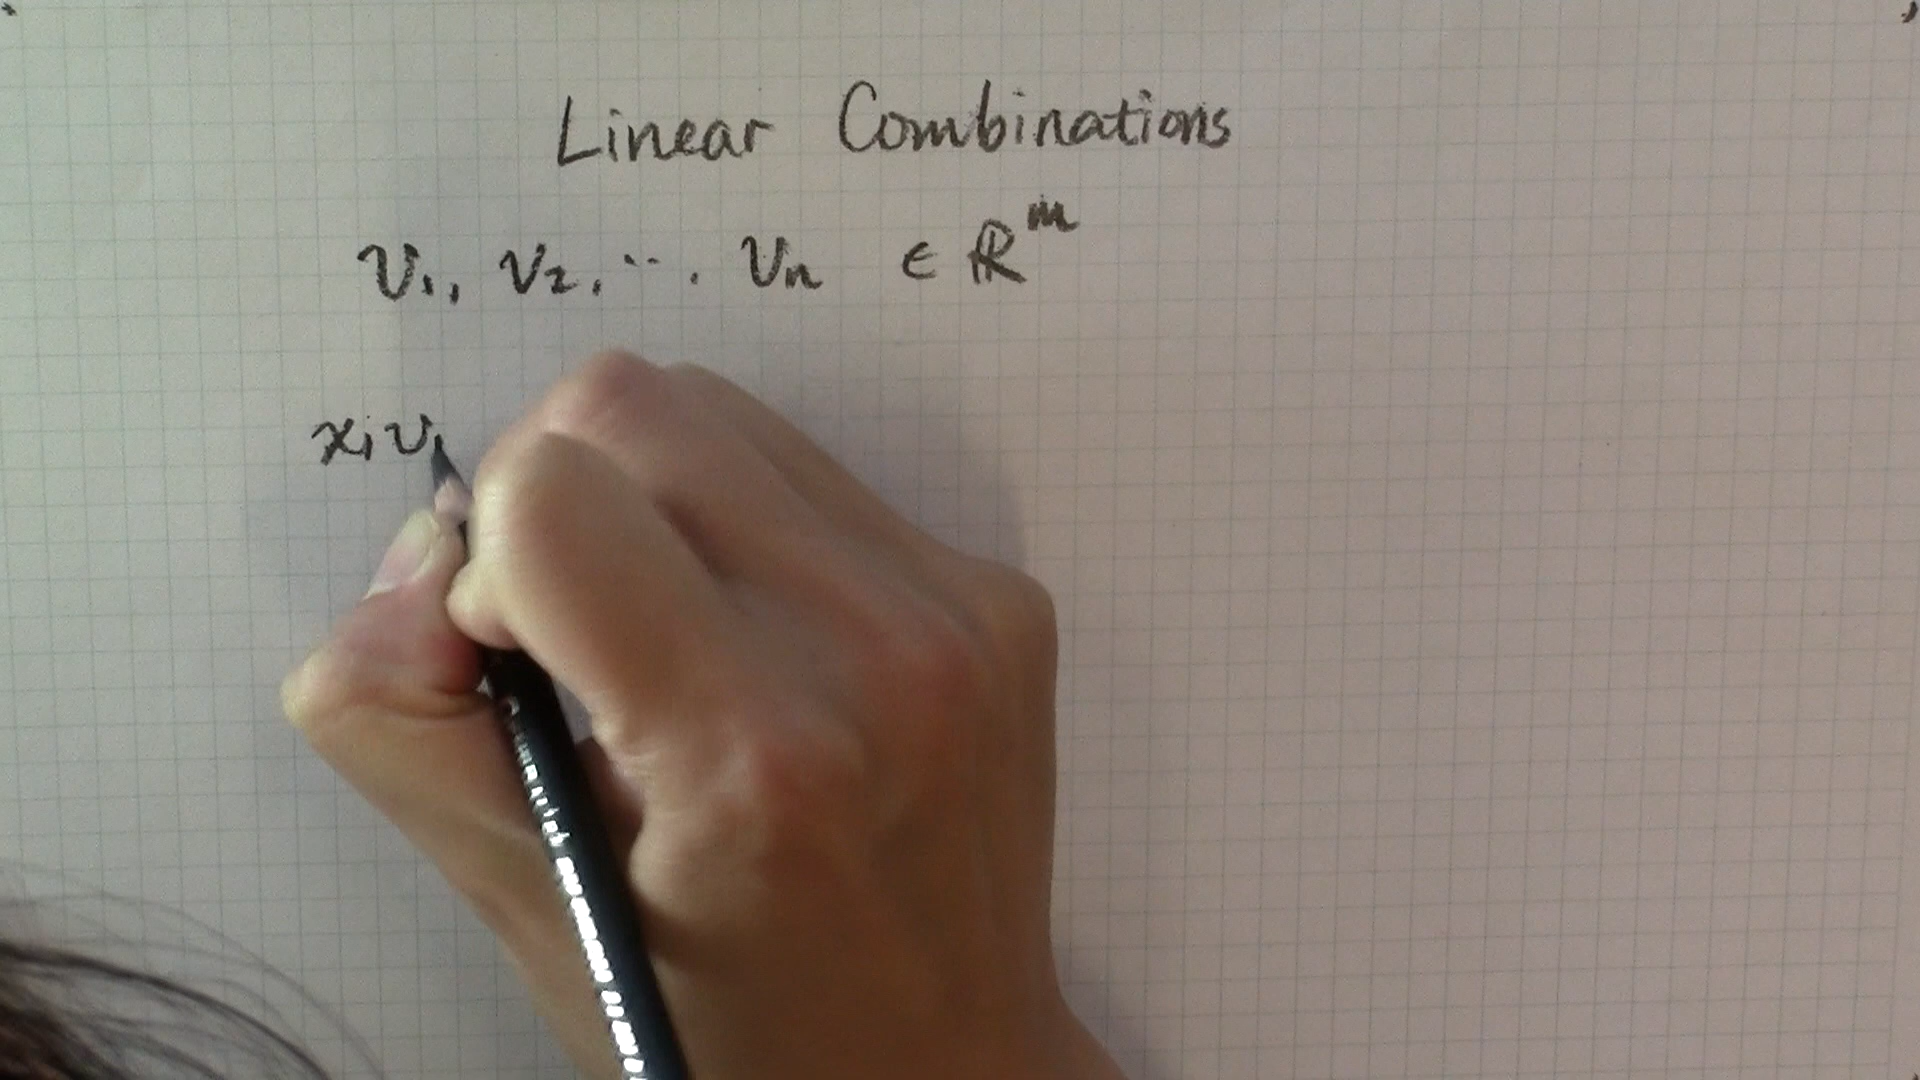 Linear Combinations
v₁, v₂, ..., vₙ ∈ ℝᵐ
x₁v₁